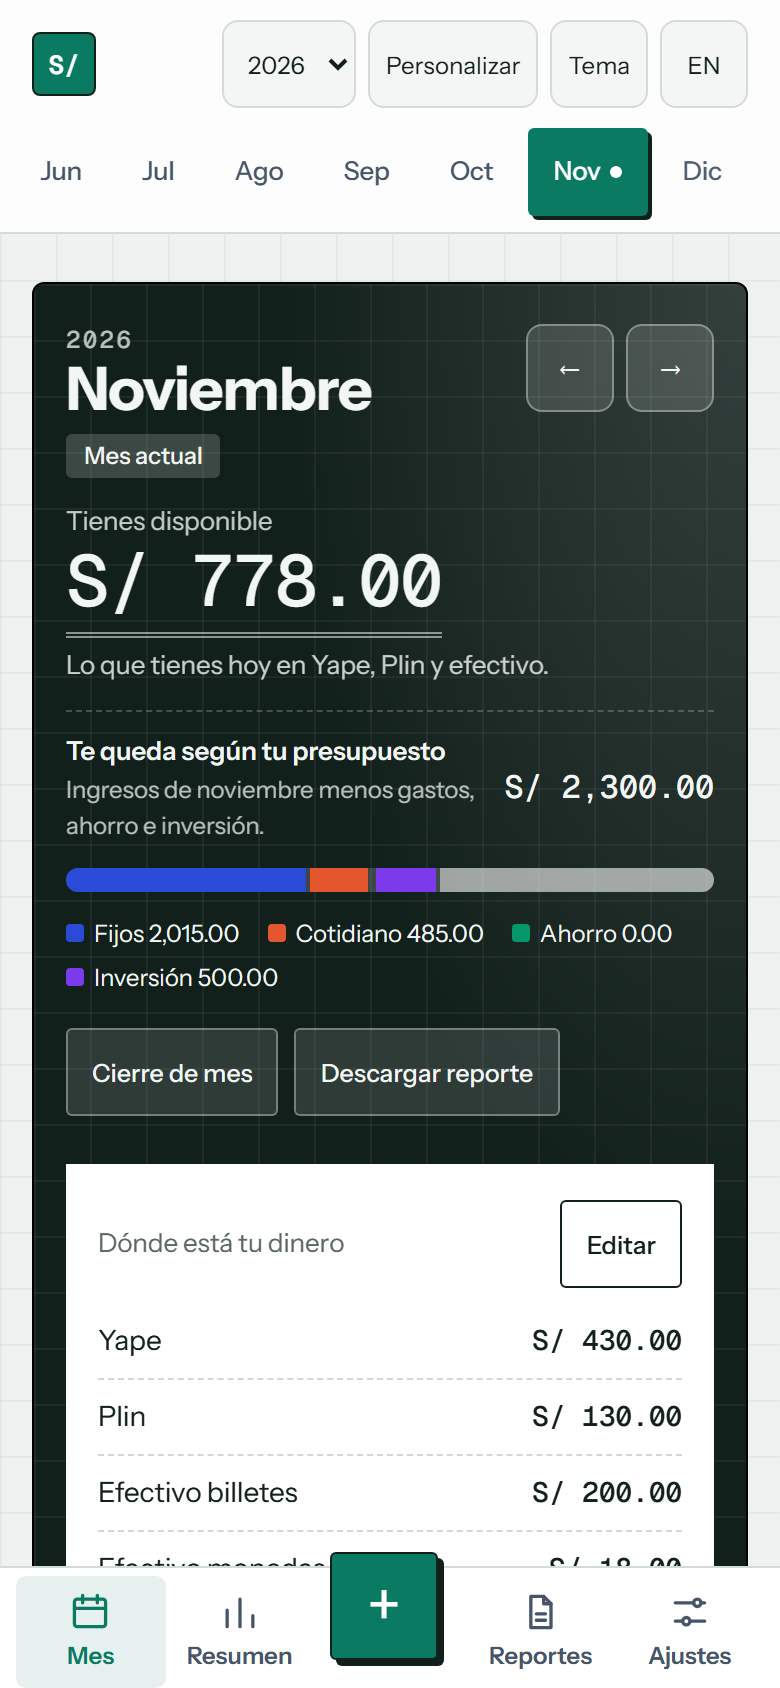 S/
2026
Personalizar
Tema
EN
Jun
Jul
Ago
Sep
Oct
Nov
Dic
2026
Noviembre
←
→
Mes actual
Tienes disponible
S/ 778.00
Lo que tienes hoy en Yape, Plin y efectivo.
Te queda según tu presupuesto
Ingresos de noviembre menos gastos,
ahorro e inversión.
S/ 2,300.00
Fijos 2,015.00
Cotidiano 485.00
Ahorro 0.00
Inversión 500.00
Cierre de mes
Descargar reporte
Dónde está tu dinero
Editar
Yape
S/ 430.00
Plin
S/ 130.00
Efectivo billetes
S/ 200.00
Efectivo monedas
S/ 18.00
Mes
Resumen
+
Reportes
Ajustes